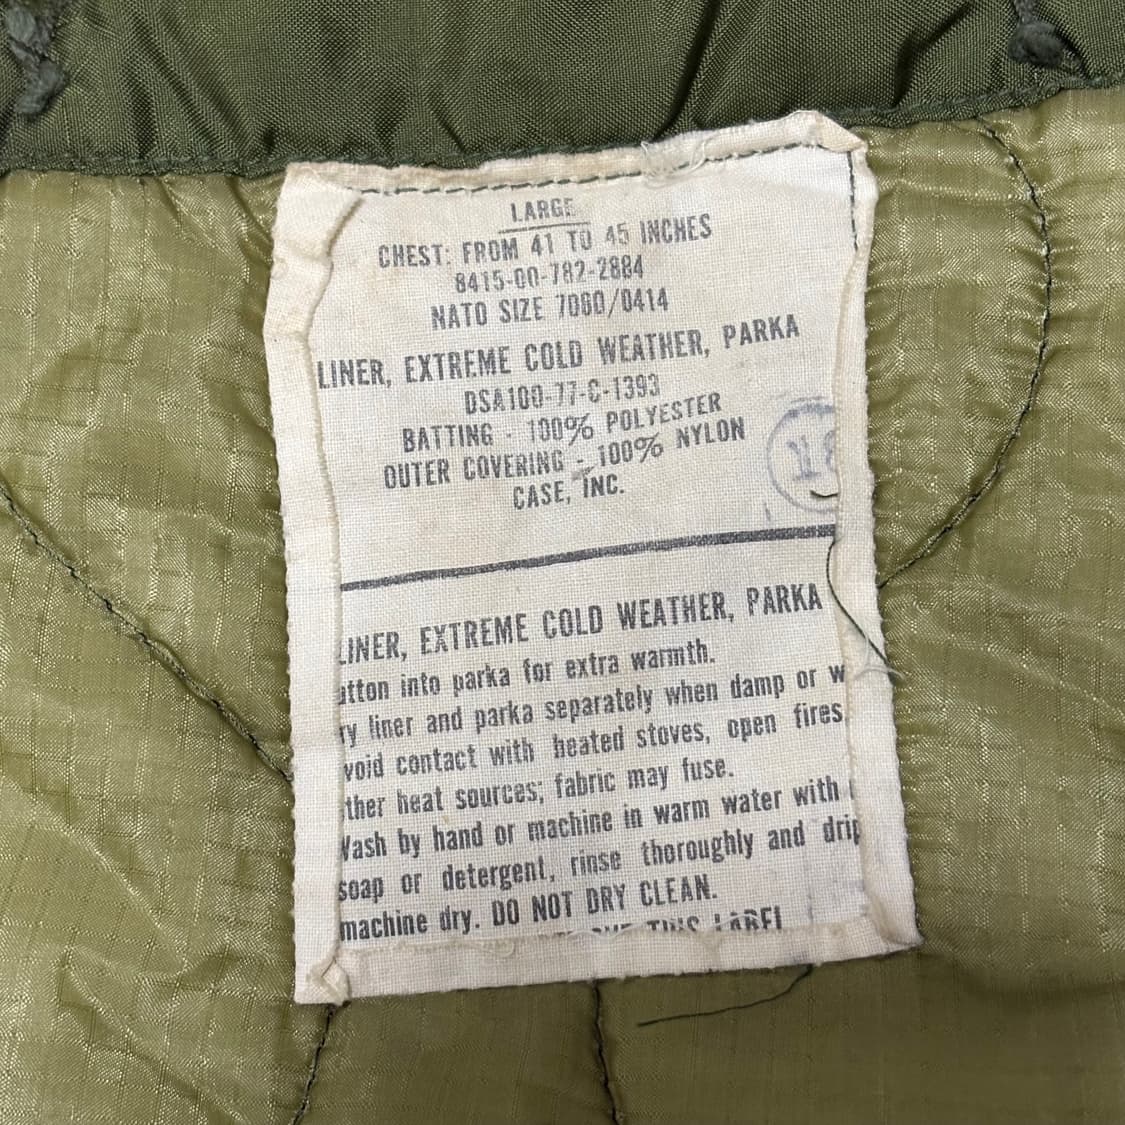 LARGE
CHEST: FROM 41 TO 45 INCHES
8415-00-782-2884
NATO SIZE 7080/0414
LINER, EXTREME COLD WEATHER, PARKA
DSA100-77-C-1393
BATTING - 100% POLYESTER
OUTER COVERING - 100% NYLON
CASE, INC.
18
LINER, EXTREME COLD WEATHER, PARKA
utton into parka for extra warmth.
ry liner and parka separately when damp or w
void contact with heated stoves, open fires
ther heat sources; fabric may fuse.
Wash by hand or machine in warm water with
soap or detergent, rinse thoroughly and drip
machine dry. DO NOT DRY CLEAN.
THIS LABEL